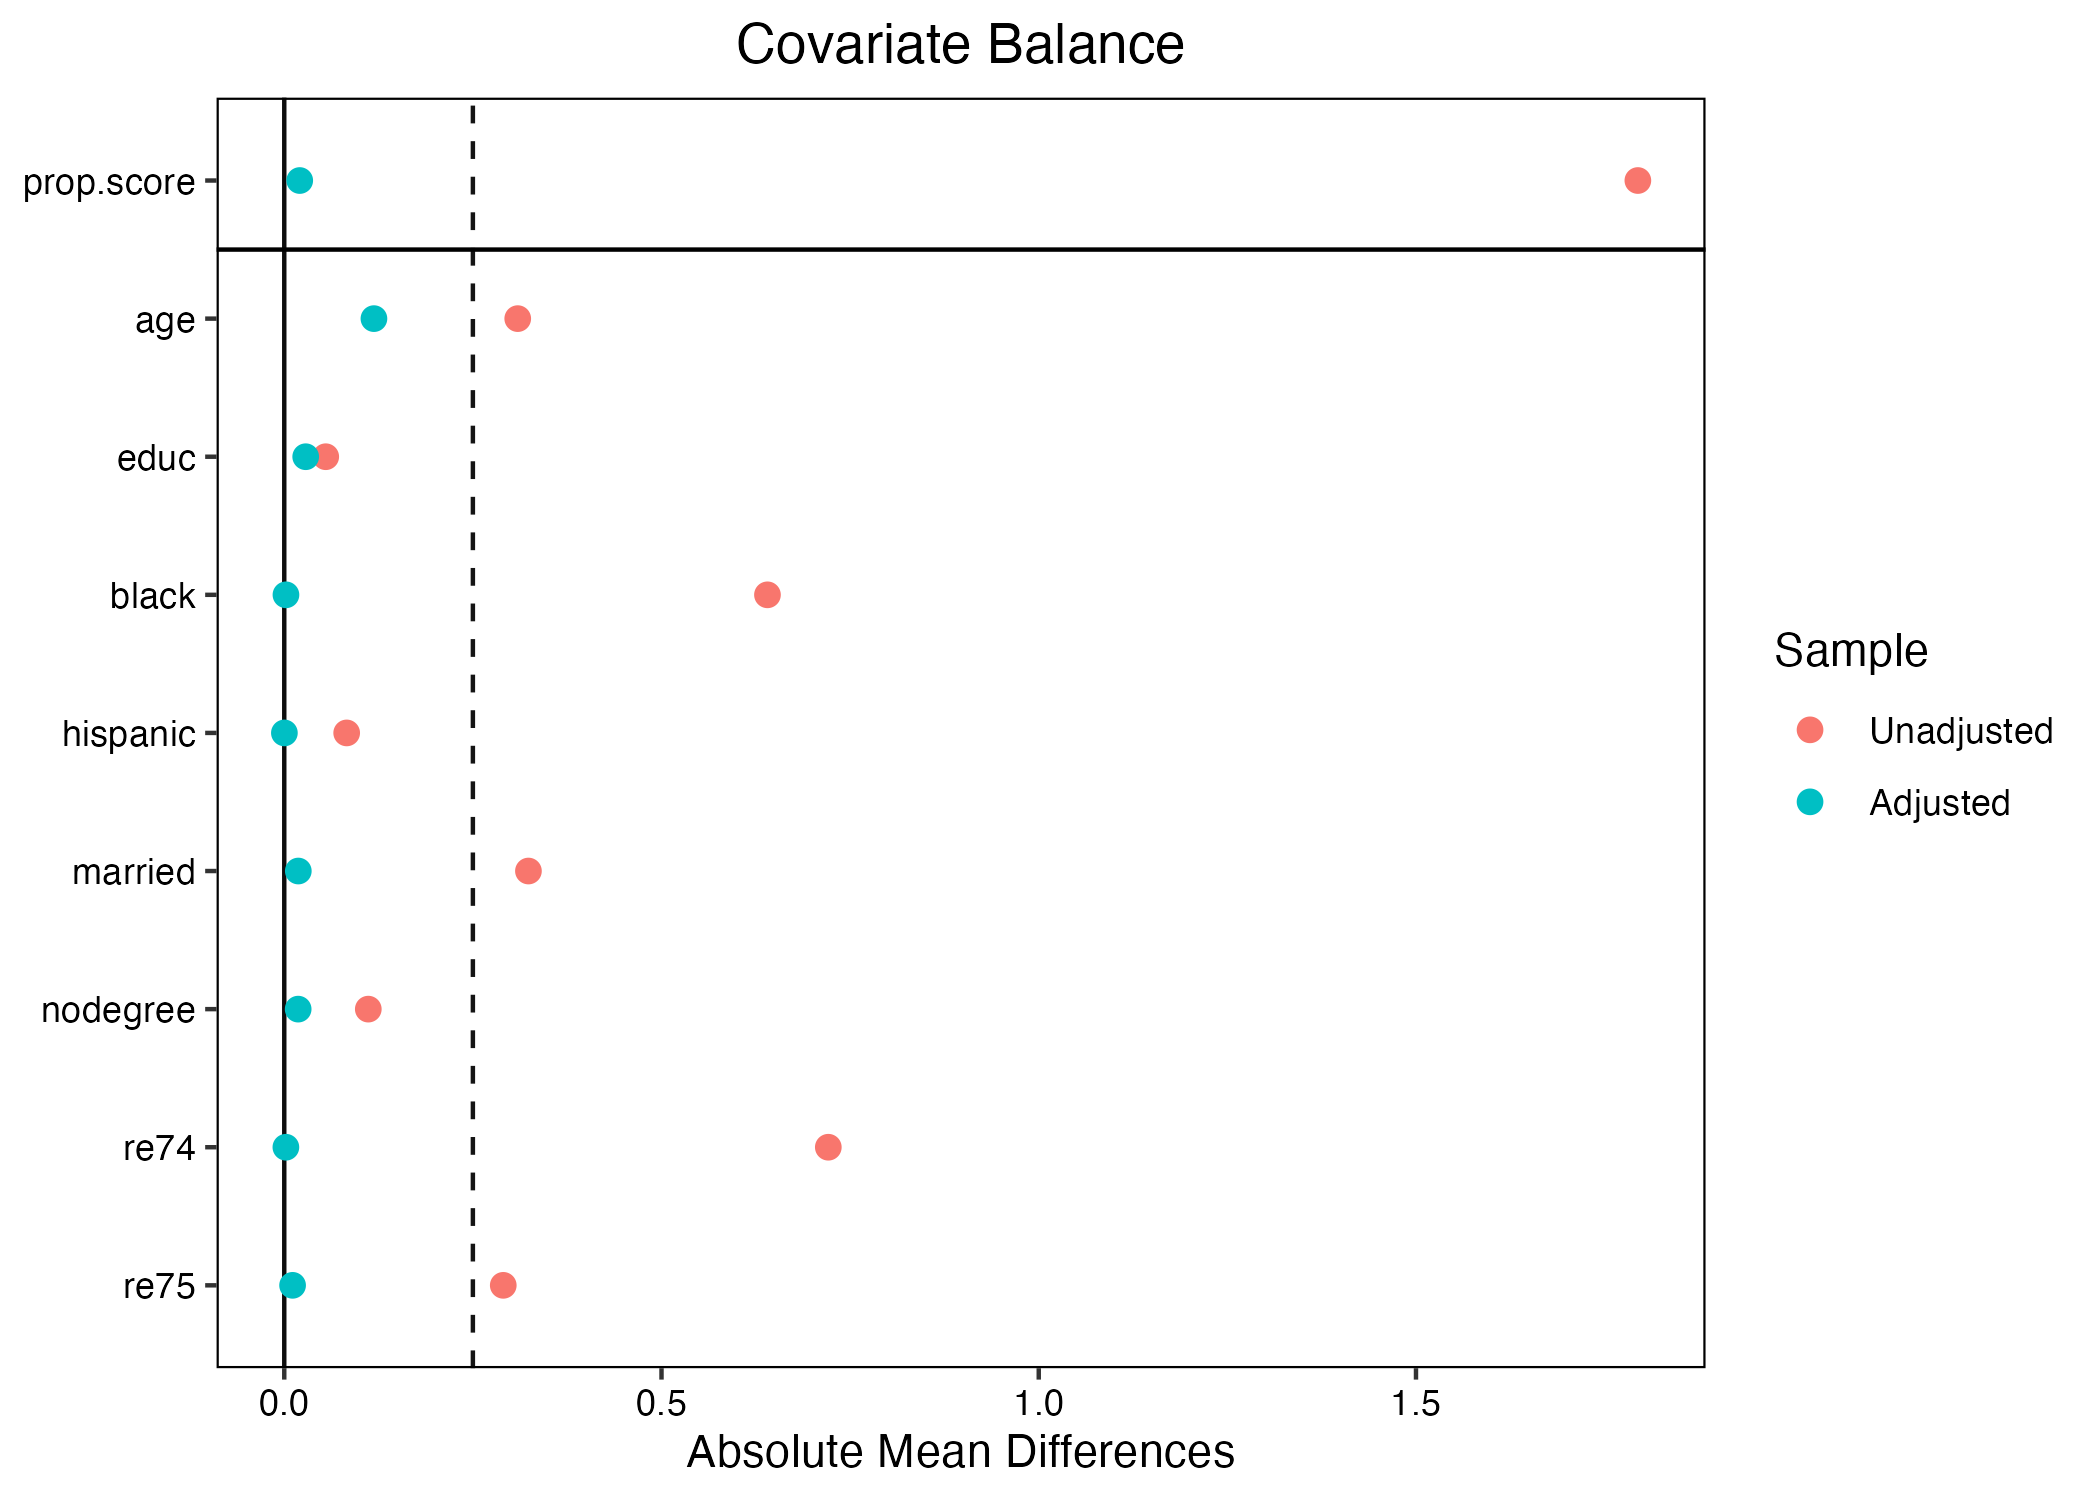 Covariate Balance
prop.score
age
educ
black
hispanic
married
nodegree
re74
re75
0.0 0.5 1.0 1.5
Absolute Mean Differences
Sample
Unadjusted
Adjusted